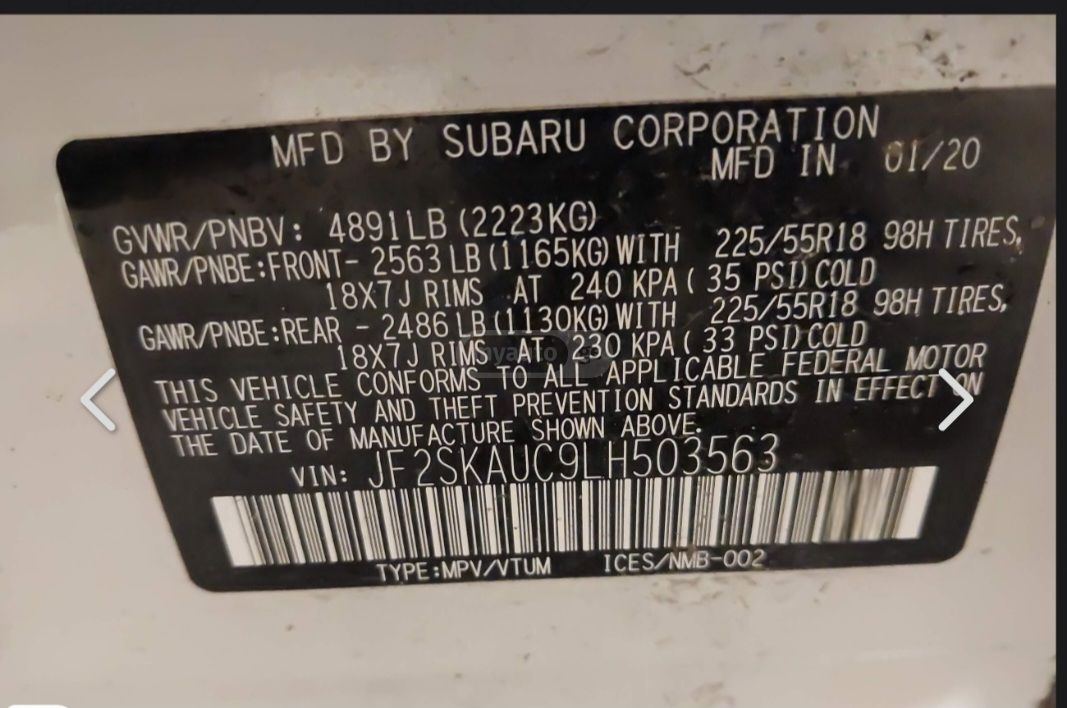 MFD BY SUBARU CORPORATION
MFD IN 01/20
GVWR/PNBV: 4891LB (2223KG)
GAWR/PNBE:FRONT- 2563 LB (1165KG) WITH 225/55R18 98H TIRES,
18X7J RIMS AT 240 KPA ( 35 PSI) COLD
GAWR/PNBE:REAR - 2486 LB (1130KG) WITH 225/55R18 98H TIRES,
18X7J RIMS AT 230 KPA ( 33 PSI) COLD
THIS VEHICLE CONFORMS TO ALL APPLICABLE FEDERAL MOTOR
VEHICLE SAFETY AND THEFT PREVENTION STANDARDS IN EFFECT ON
THE DATE OF MANUFACTURE SHOWN ABOVE.
VIN: JF2SKAUC9LH503563
TYPE:MPV/VTUM ICES/NMB-002